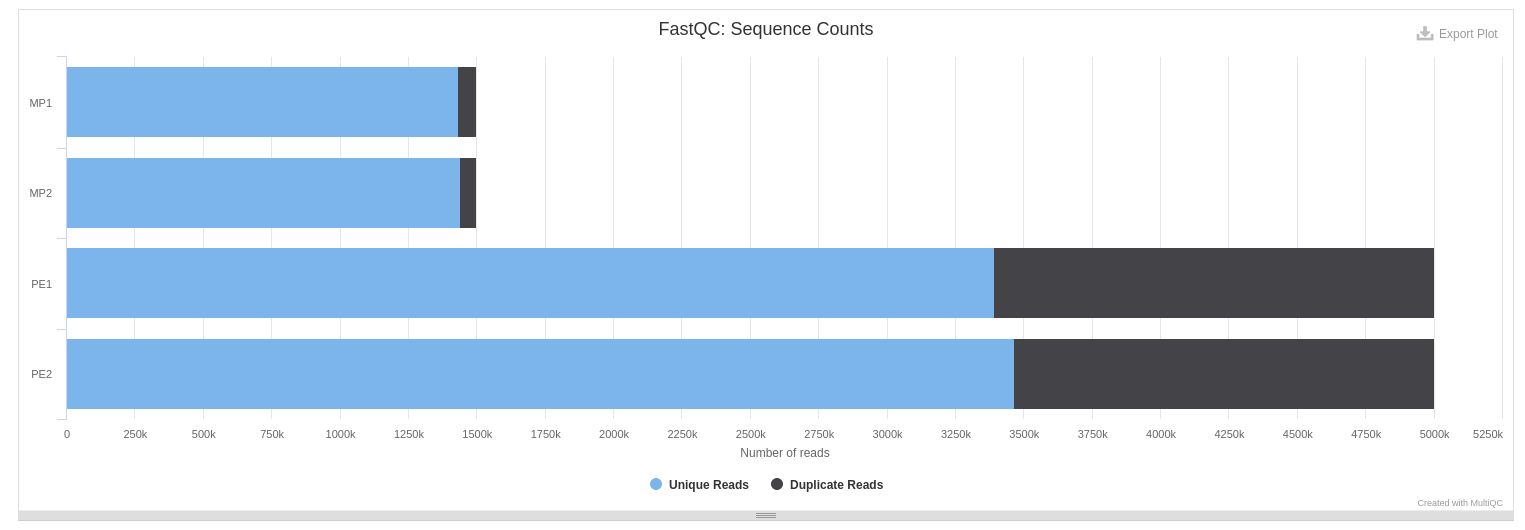 FastQC: Sequence Counts
Export Plot
MP1
MP2
PE1
PE2
0 250k 500k 750k 1000k 1250k 1500k 1750k 2000k 2250k 2500k 2750k 3000k 3250k 3500k 3750k 4000k 4250k 4500k 4750k 5000k 5250k
Number of reads
Unique Reads Duplicate Reads
Created with MultiQC